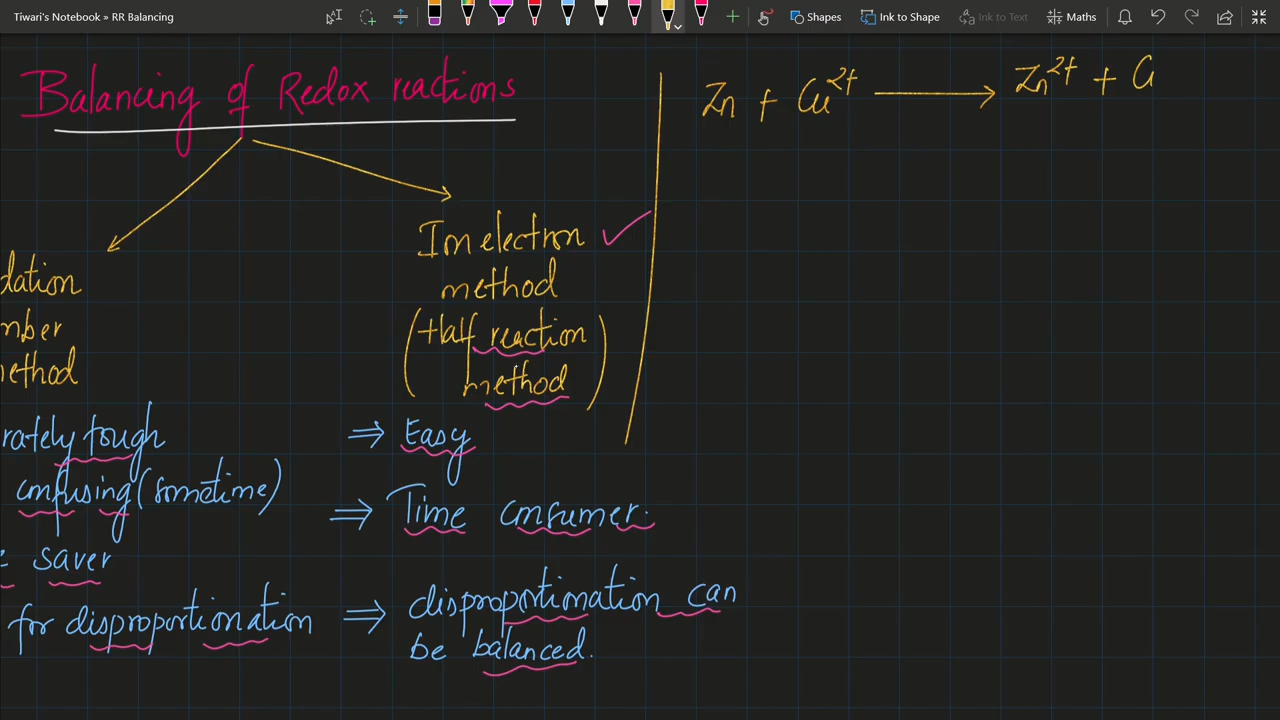 Tiwari's Notebook » RR Balancing
Shapes
Ink to Shape
Ink to Text
Maths
Balancing of Redox reactions
Zn + Cu2+ → Zn2+ + C
dation
mber
ethod
Ion electron
method
(Half reaction
method)
rately tough
confusing (sometime)
saver
for disproportionation
⇒ Easy
⇒ Time consumer.
⇒ disproportionation can
be balanced.